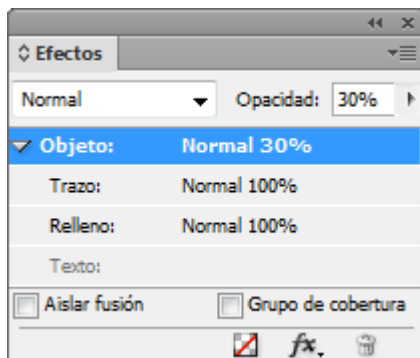 Efectos
Normal Opacidad: 30%
Objeto: Normal 30%
Trazo: Normal 100%
Relleno: Normal 100%
Texto:
Aislar fusión Grupo de cobertura
fx.